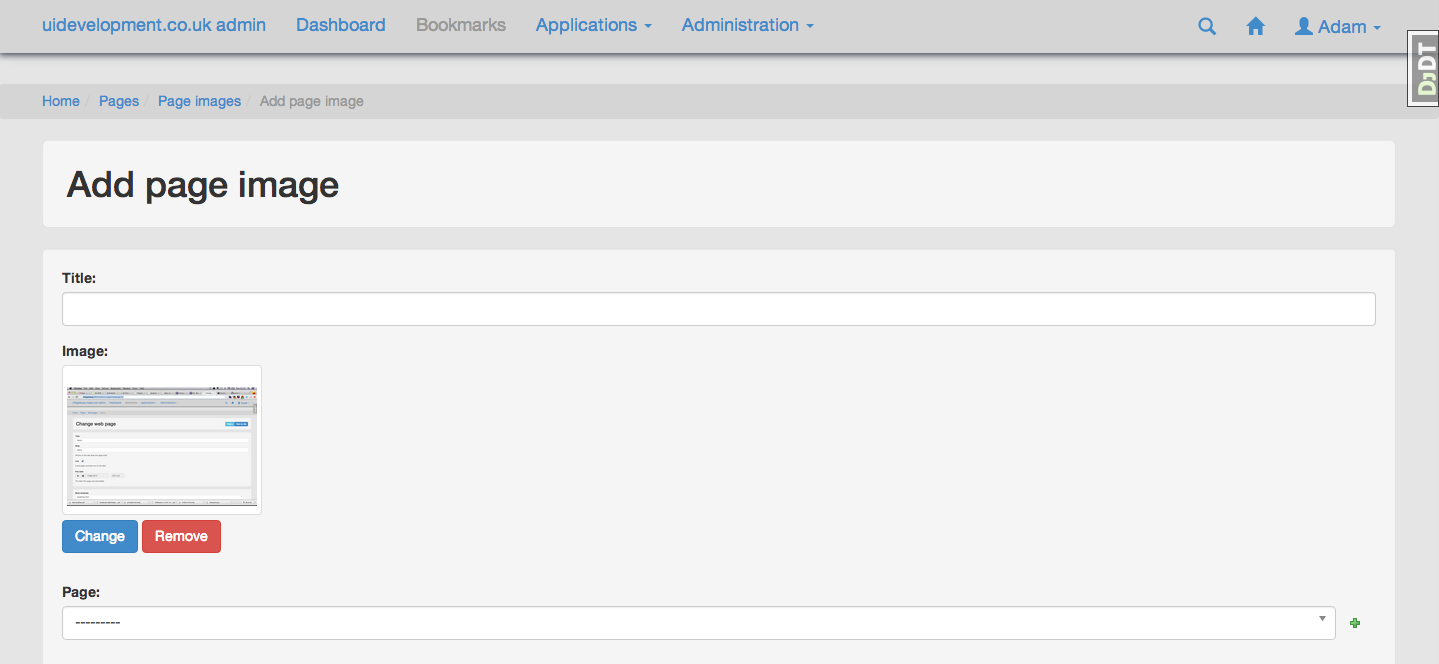 uidevelopment.co.uk admin Dashboard Bookmarks Applications Administration Adam
DJDT
Home / Pages / Page images / Add page image
Add page image
Title:
Image:
Change web page
Change Remove
Page:
---------